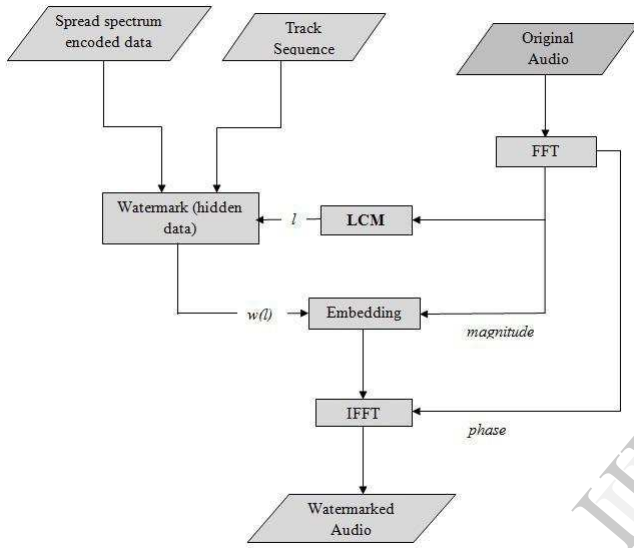 Spread spectrum
encoded data
Track
Sequence
Original
Audio
FFT
Watermark (hidden
data)
l
LCM
w(l)
Embedding
magnitude
IFFT
phase
Watermarked
Audio